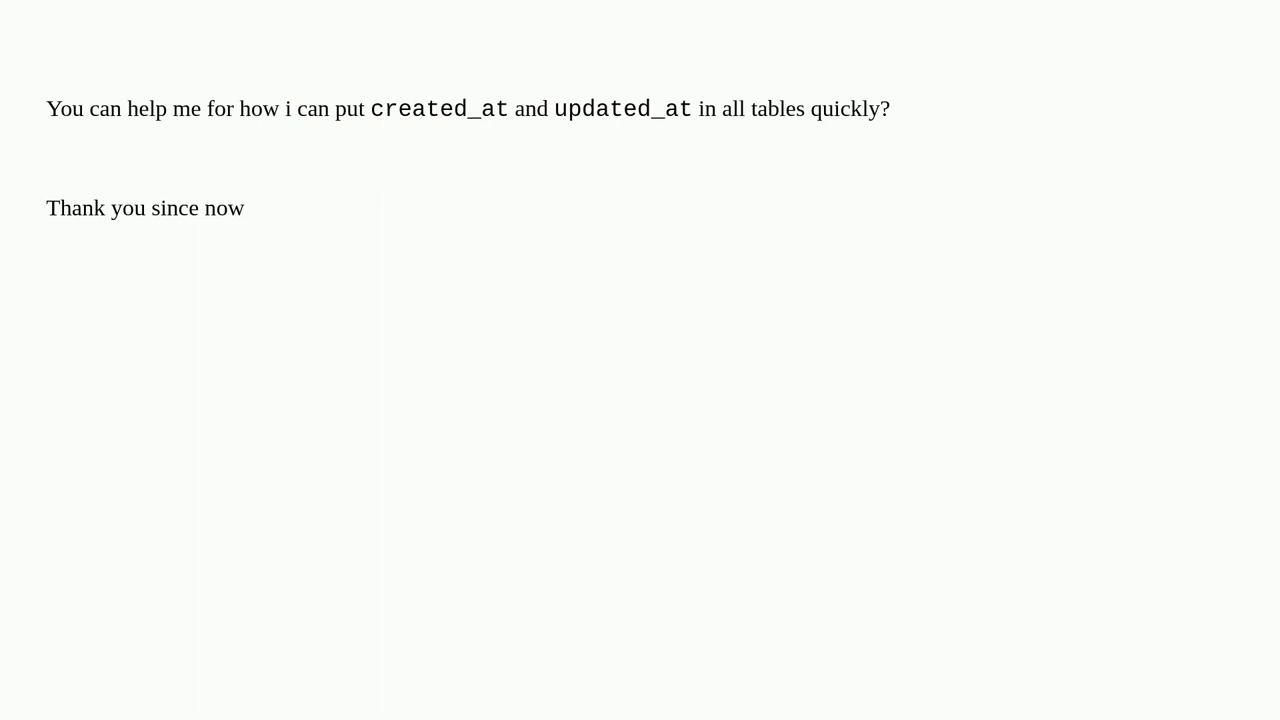 You can help me for how i can put created_at and updated_at in all tables quickly?
Thank you since now